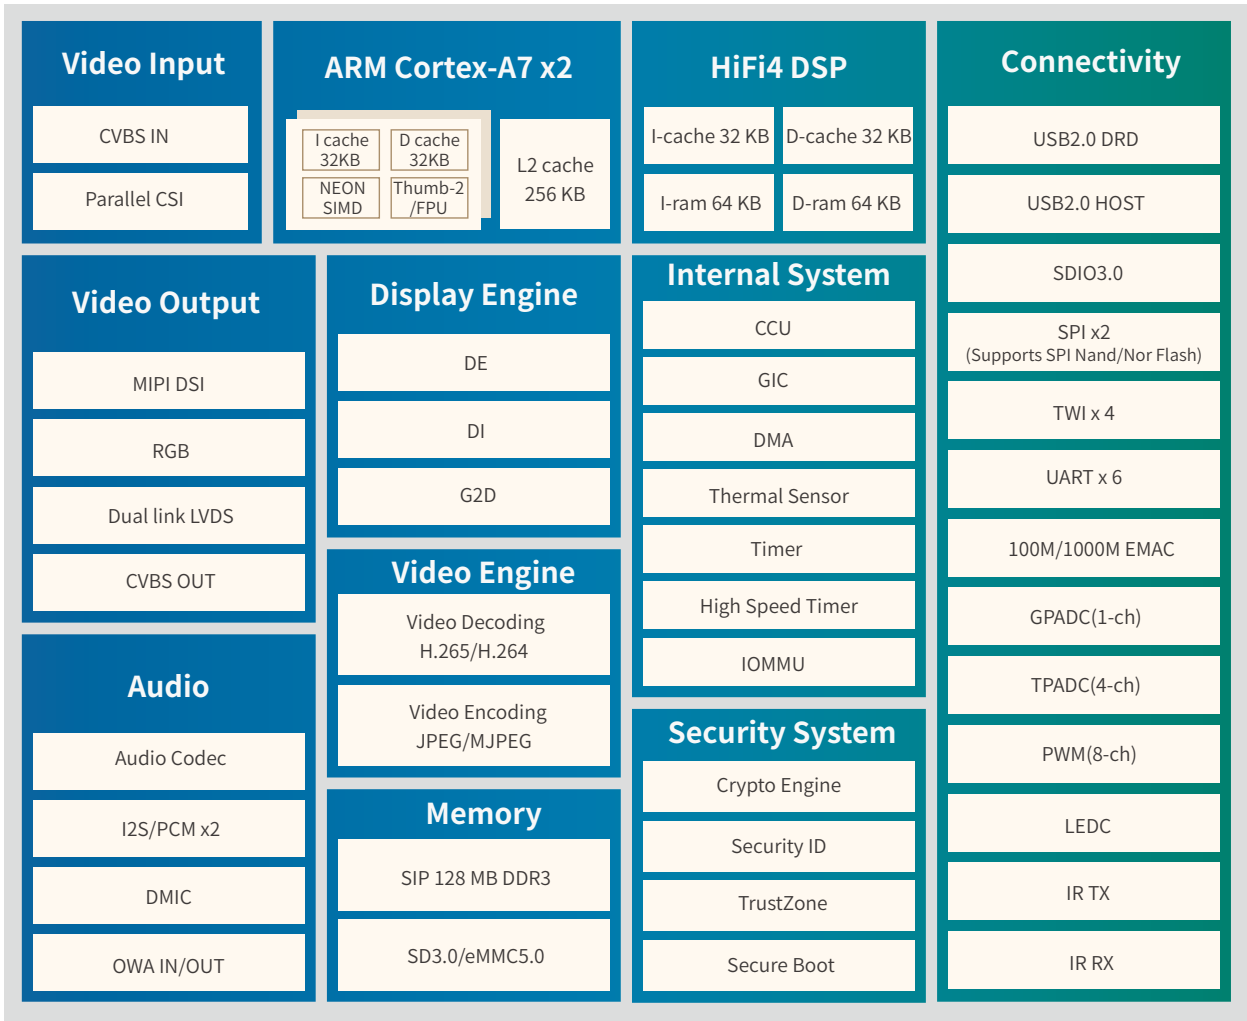 Video Input
CVBS IN
Parallel CSI
ARM Cortex-A7 x2
I cache
32KB
D cache
32KB
NEON
SIMD
Thumb-2
/FPU
L2 cache
256 KB
HiFi4 DSP
I-cache 32 KB
D-cache 32 KB
I-ram 64 KB
D-ram 64 KB
Connectivity
USB2.0 DRD
USB2.0 HOST
SDIO3.0
SPI x2
(Supports SPI Nand/Nor Flash)
TWI x 4
UART x 6
100M/1000M EMAC
GPADC(1-ch)
TPADC(4-ch)
PWM(8-ch)
LEDC
IR TX
IR RX
Video Output
MIPI DSI
RGB
Dual link LVDS
CVBS OUT
Display Engine
DE
DI
G2D
Internal System
CCU
GIC
DMA
Thermal Sensor
Timer
High Speed Timer
IOMMU
Video Engine
Video Decoding
H.265/H.264
Video Encoding
JPEG/MJPEG
Audio
Audio Codec
I2S/PCM x2
DMIC
OWA IN/OUT
Memory
SIP 128 MB DDR3
SD3.0/eMMC5.0
Security System
Crypto Engine
Security ID
TrustZone
Secure Boot